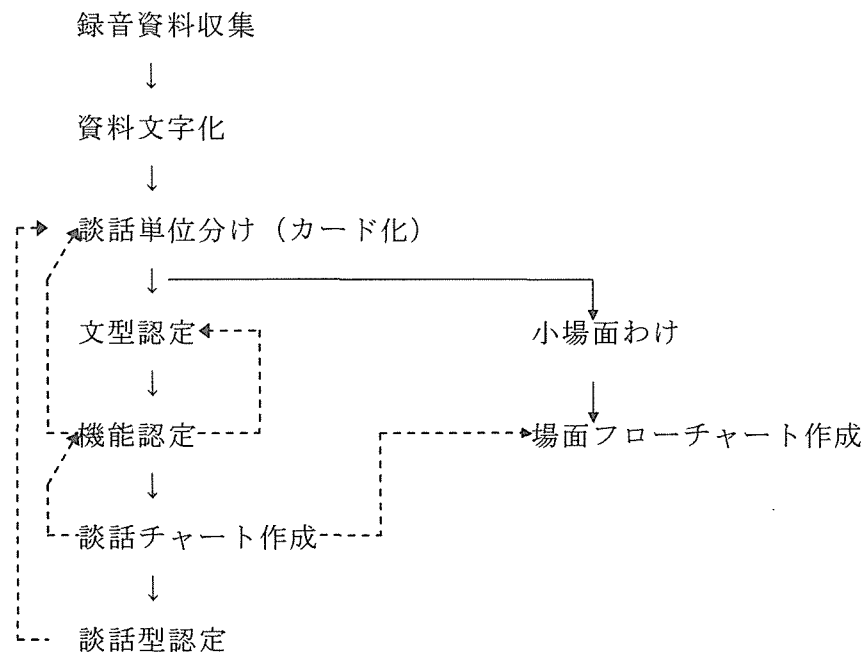 録音資料収集
↓
資料文字化
↓
談話単位分け（カード化）
↓
文型認定 小場面わけ
↓
機能認定 場面フローチャート作成
↓
談話チャート作成
↓
談話型認定